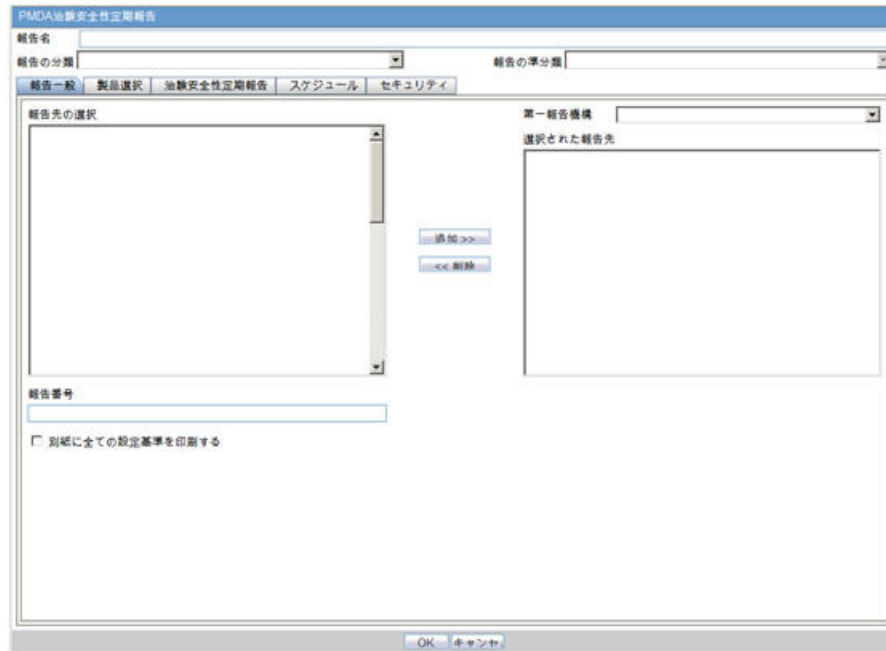 PMDA治験安全性定期報告
報告名
報告の分類 報告の準分類
報告一般 製品選択 治験安全性定期報告 スケジュール セキュリティ
報告先の選択 第一報告機構
選択された報告先
追加 >>
<< 削除
報告番号
別紙に全ての設定基準を印刷する
OK キャンセ